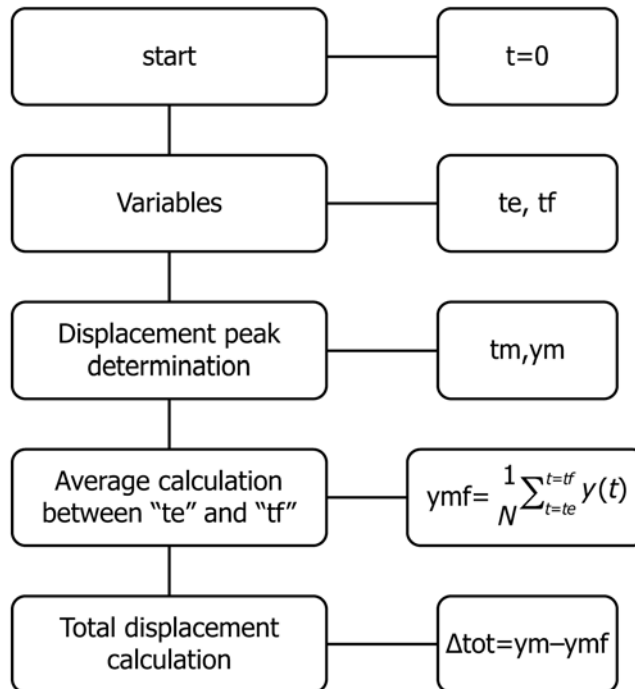 start
t=0
Variables
te, tf
Displacement peak
determination
tm,ym
Average calculation
between “te” and “tf”
ymf= 1/N ∑_{t=te}^{t=tf} y(t)
Total displacement
calculation
Δtot=ym–ymf